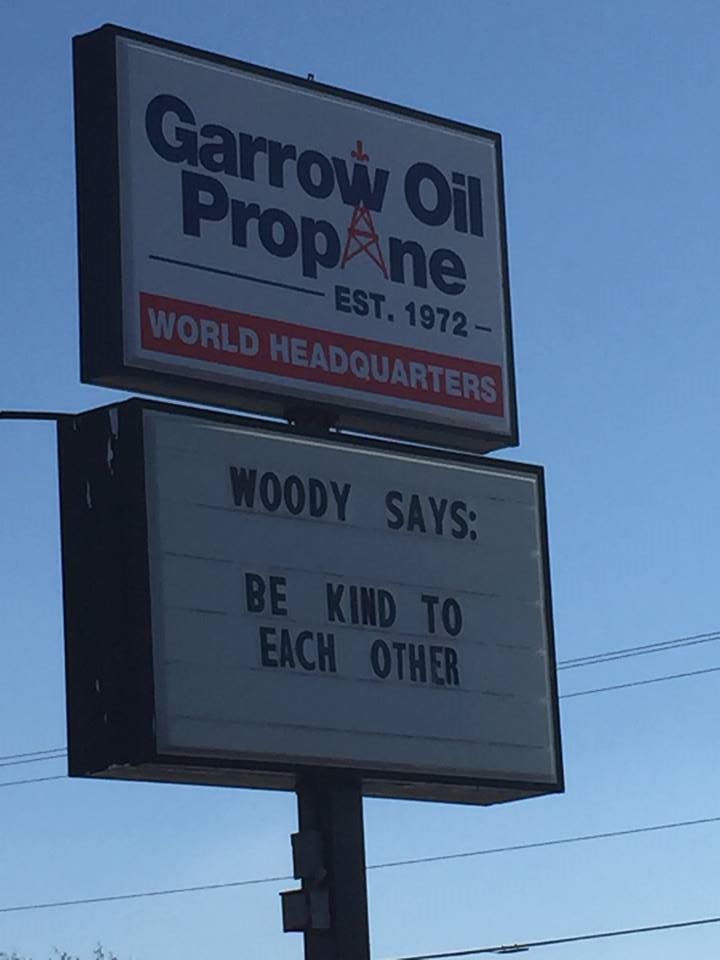 Garrow Oil
Propane
EST. 1972
WORLD HEADQUARTERS
WOODY SAYS:
BE KIND TO
EACH OTHER